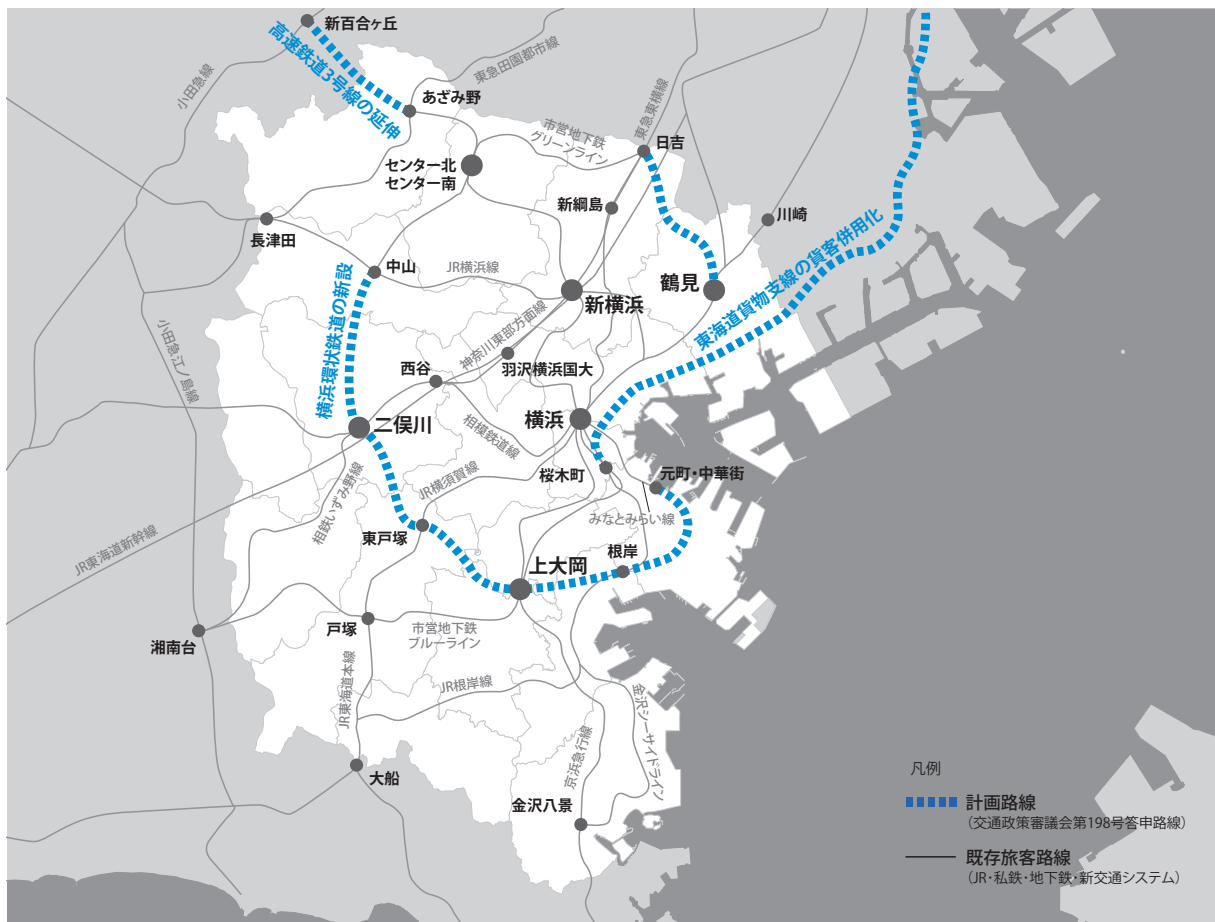 新百合ヶ丘
高速鉄道3号線の延伸
小田急線
東急田園都市線
あざみ野
市営地下鉄
グリーンライン
東急東横線
日吉
センター北
センター南
新綱島
川崎
長津田
中山
JR横浜線
新横浜
鶴見
東海道貨物支線の貨客併用化
横浜環状鉄道の新設
小田急江ノ島線
神奈川東部方面線
西谷
羽沢横浜国大
二俣川
横浜
相模鉄道線
桜木町
元町・中華街
JR横須賀線
相鉄いずみ野線
みなとみらい線
JR東海道新幹線
東戸塚
上大岡
根岸
戸塚
市営地下鉄
ブルーライン
湘南台
JR東海道本線
JR根岸線
金沢シーサイドライン
京浜急行線
大船
金沢八景
凡例
計画路線
（交通政策審議会第198号答申路線）
既存旅客路線
（JR・私鉄・地下鉄・新交通システム）